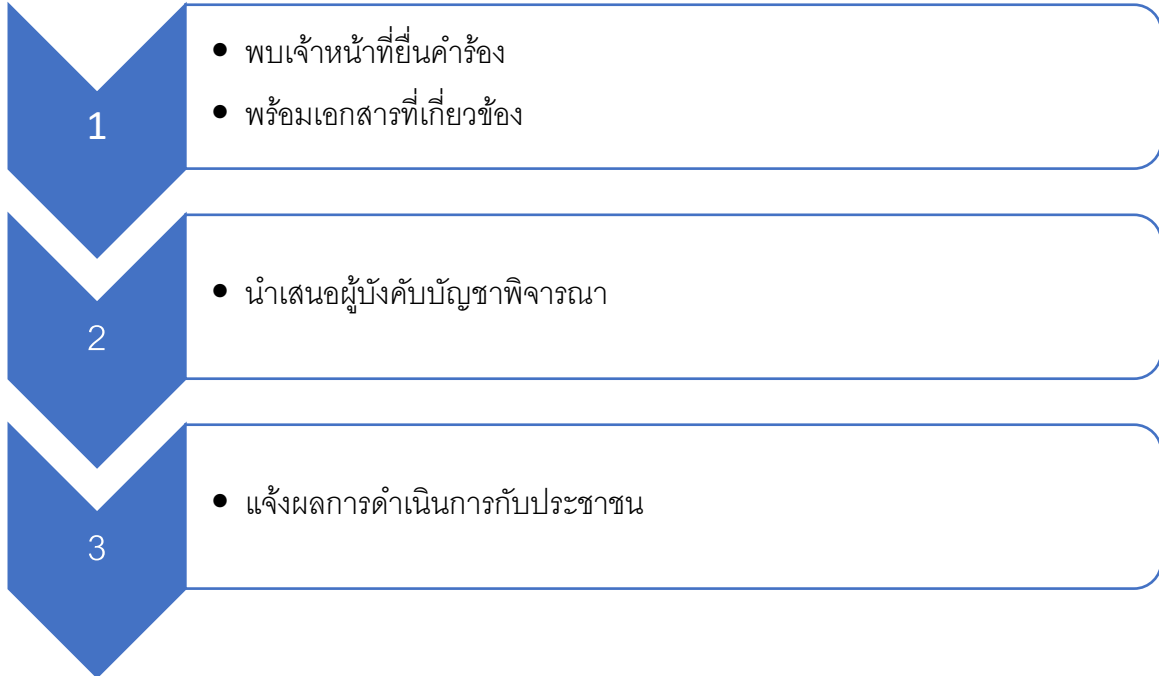 1
• พบเจ้าหน้าที่ยื่นคำร้อง
• พร้อมเอกสารที่เกี่ยวข้อง
2
• นำเสนอผู้บังคับบัญชาพิจารณา
3
• แจ้งผลการดำเนินการกับประชาชน